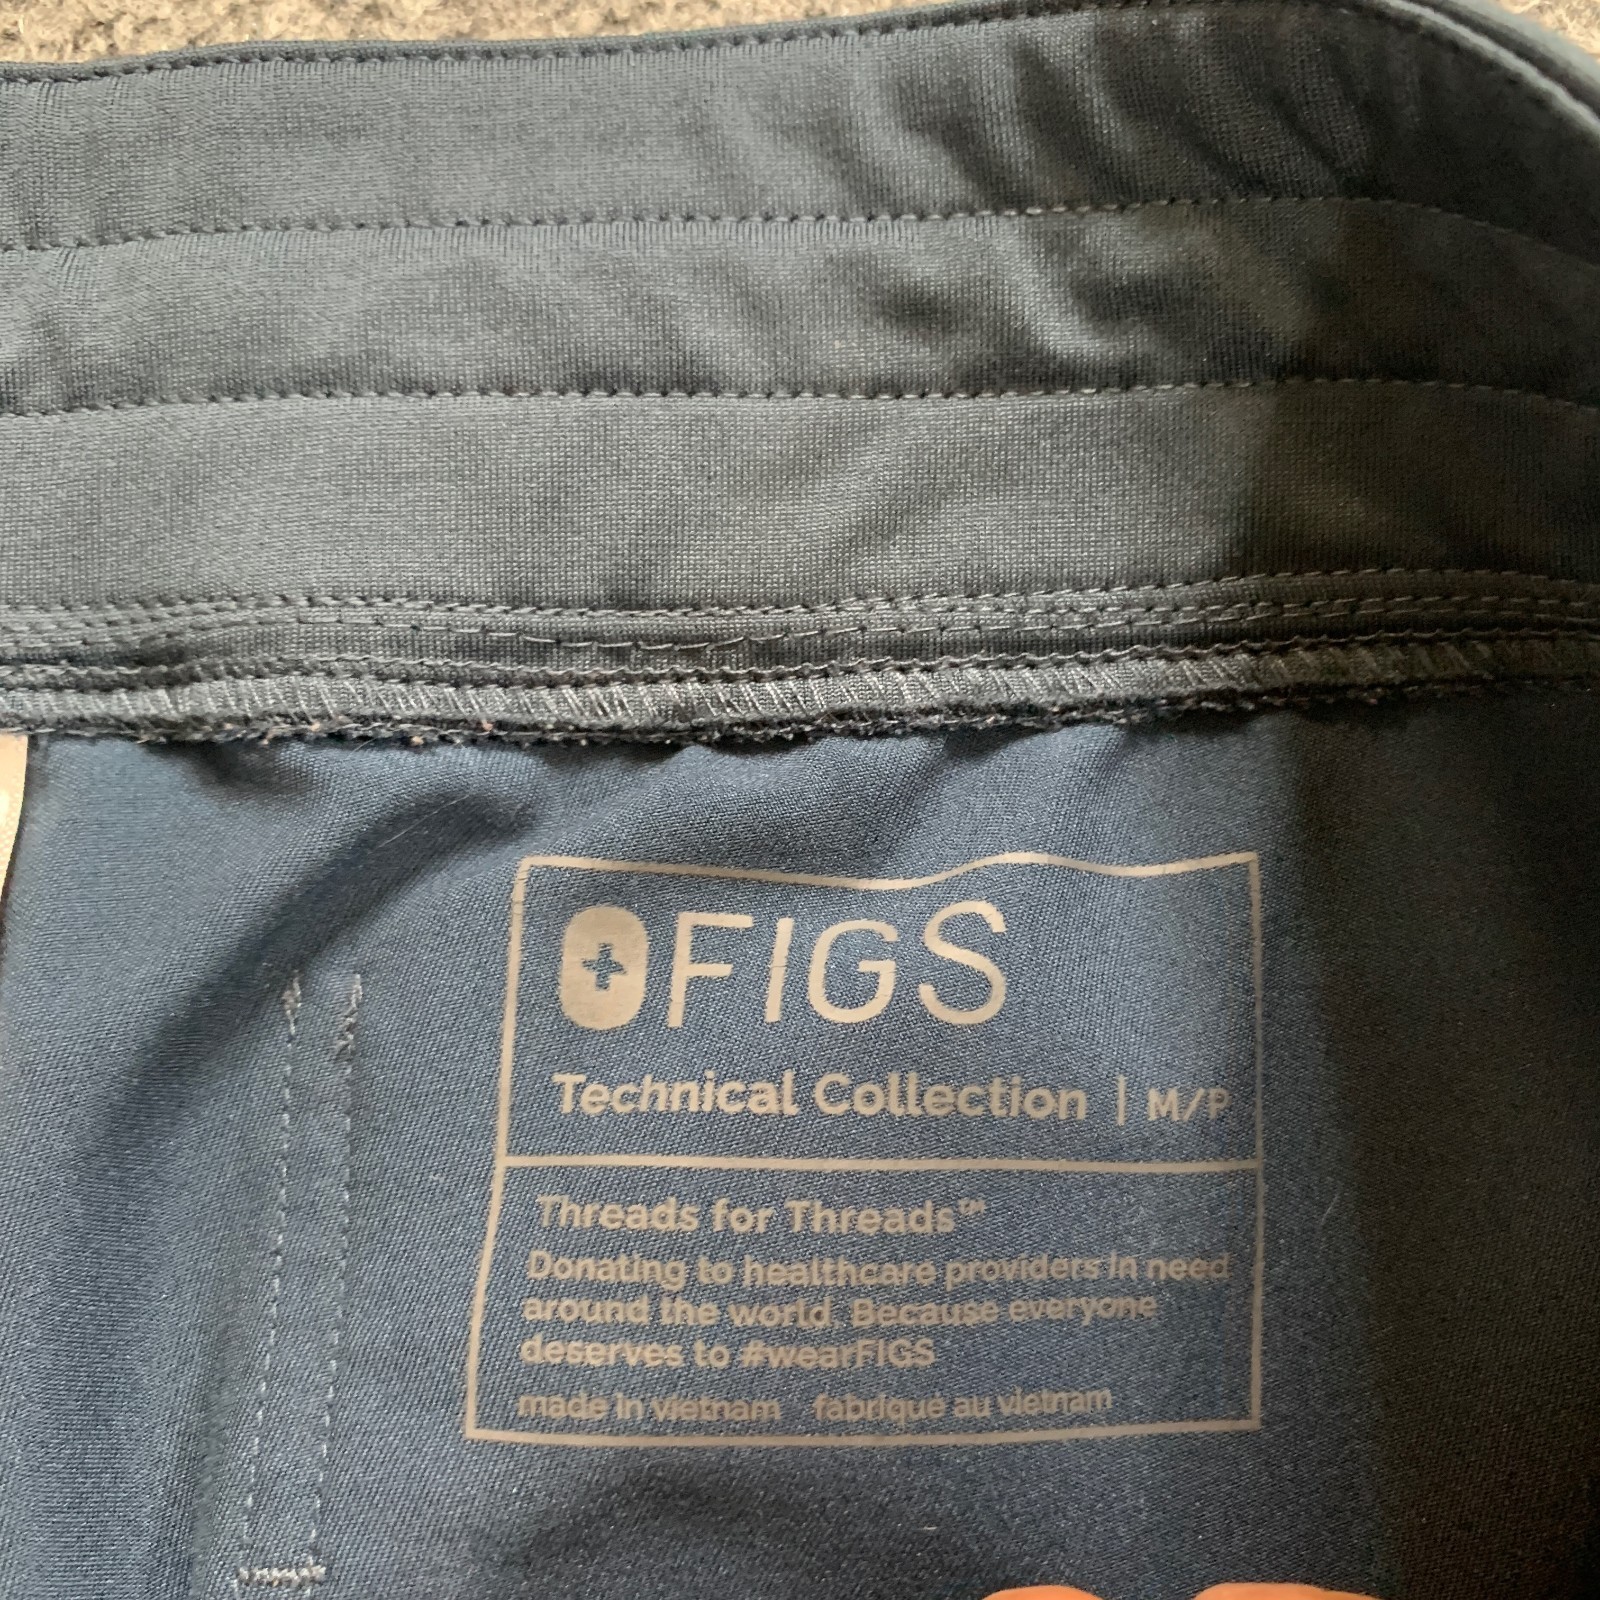 FIGS
Technical Collection | M/P
Threads for Threads™
Donating to healthcare providers in need
around the world. Because everyone
deserves to #wearFIGS
made in vietnam fabrique au vietnam